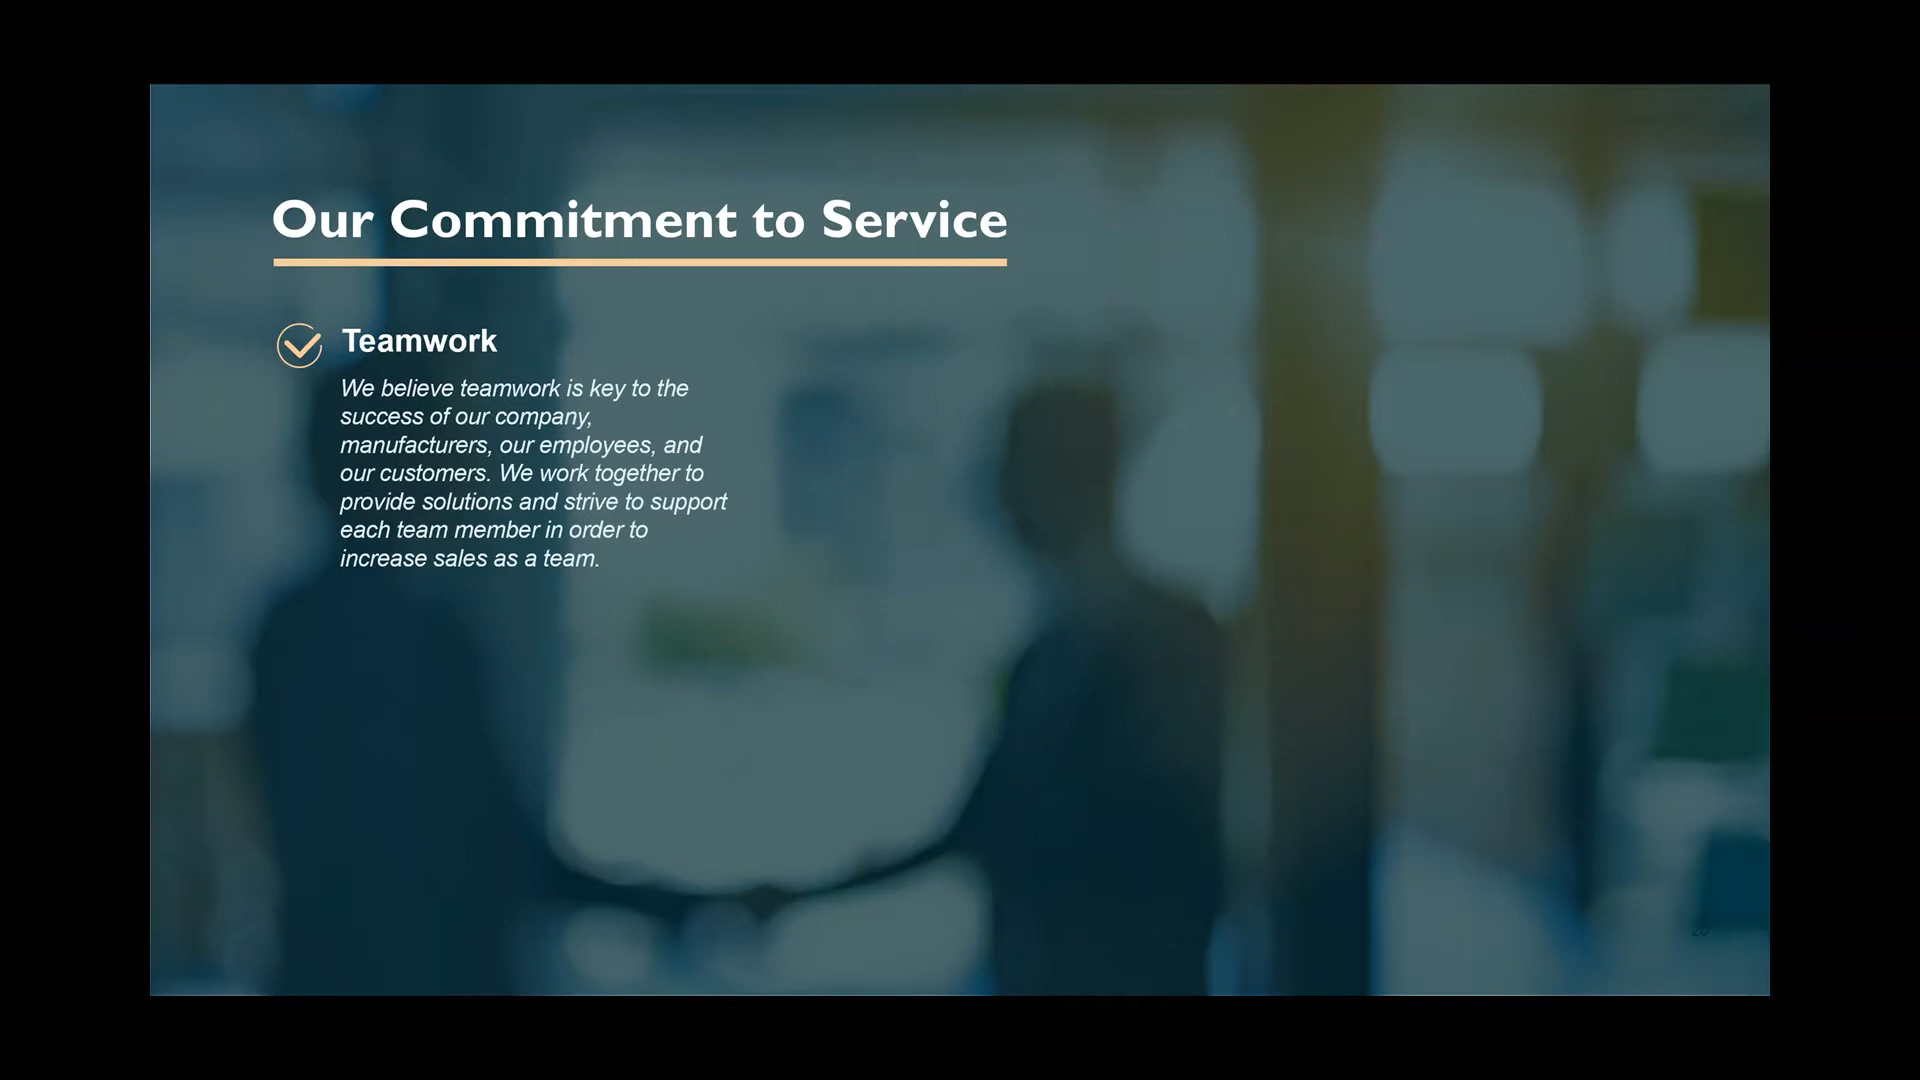 Our Commitment to Service
Teamwork
We believe teamwork is key to the
success of our company,
manufacturers, our employees, and
our customers. We work together to
provide solutions and strive to support
each team member in order to
increase sales as a team.
20